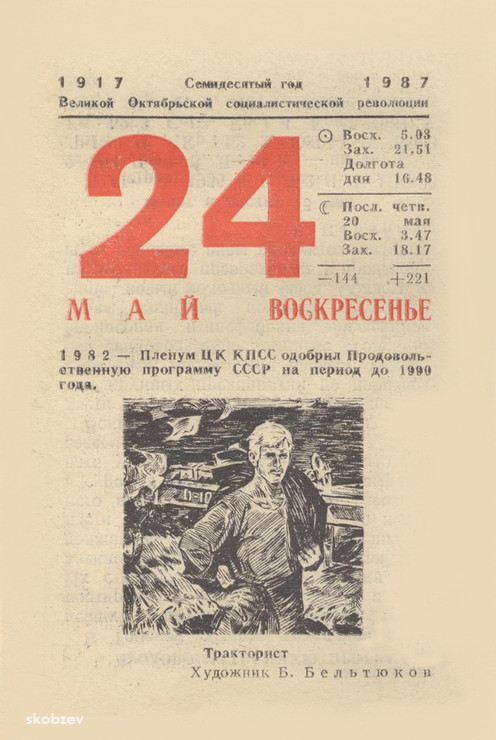 1917 Семидесятый год 1987
Великой Октябрьской социалистической революции
24
Восх. 5.03
Зах. 21.51
Долгота
дня 16.48
Посл. четв.
20 мая
Восх. 3.47
Зах. 18.17
—144 +221
МАЙ ВОСКРЕСЕНЬЕ
1982 — Пленум ЦК КПСС одобрил Продоволь-
ственную программу СССР на период до 1990
года.
D-10
Тракторист
Художник Б. Бельтюков
skobzev